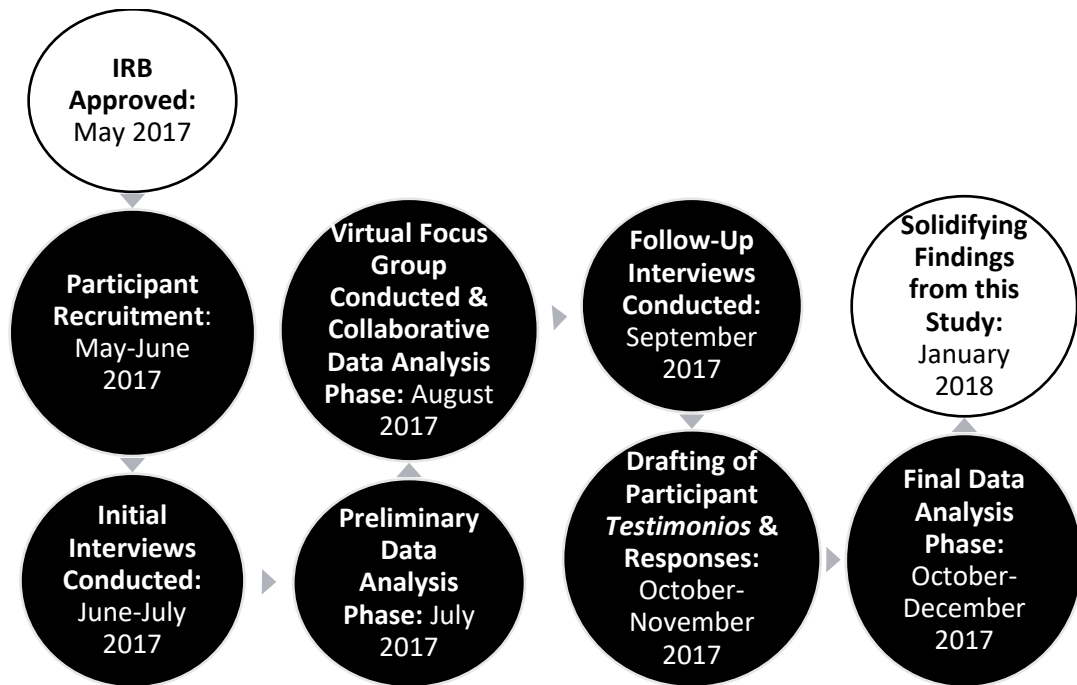 IRB
Approved:
May 2017
Participant
Recruitment:
May-June
2017
Initial
Interviews
Conducted:
June-July
2017
Preliminary
Data
Analysis
Phase: July
2017
Virtual Focus
Group
Conducted &
Collaborative
Data Analysis
Phase: August
2017
Follow-Up
Interviews
Conducted:
September
2017
Drafting of
Participant
Testimonios &
Responses:
October-
November
2017
Final Data
Analysis
Phase:
October-
December
2017
Solidifying
Findings
from this
Study:
January
2018